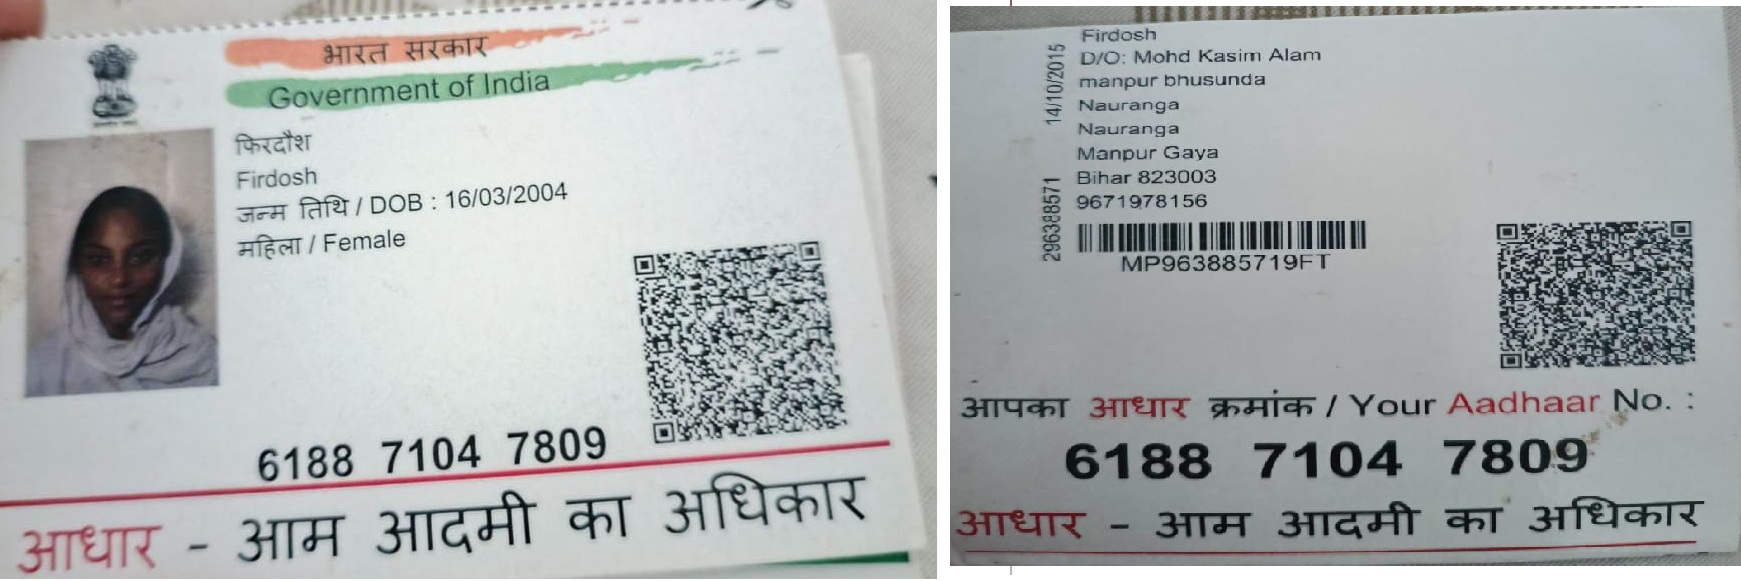 भारत सरकार
Government of India
फिरदौश
Firdosh
जन्म तिथि / DOB : 16/03/2004
महिला / Female
6188 7104 7809
आधार - आम आदमी का अधिकार
Firdosh
D/O: Mohd Kasim Alam
manpur bhusunda
Nauranga
Nauranga
Manpur Gaya
Bihar 823003
9671978156
14/10/2015
296388571
MP963885719FT
आपका आधार क्रमांक / Your Aadhaar No. :
6188 7104 7809
आधार - आम आदमी का अधिकार